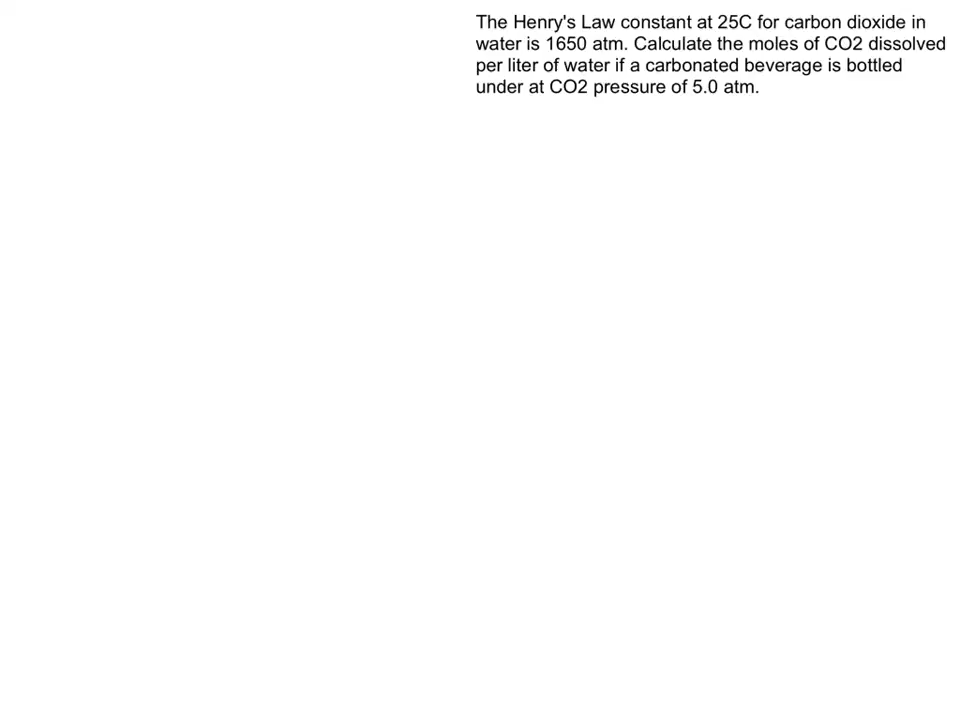 The Henry's Law constant at 25C for carbon dioxide in
water is 1650 atm. Calculate the moles of CO2 dissolved
per liter of water if a carbonated beverage is bottled
under at CO2 pressure of 5.0 atm.